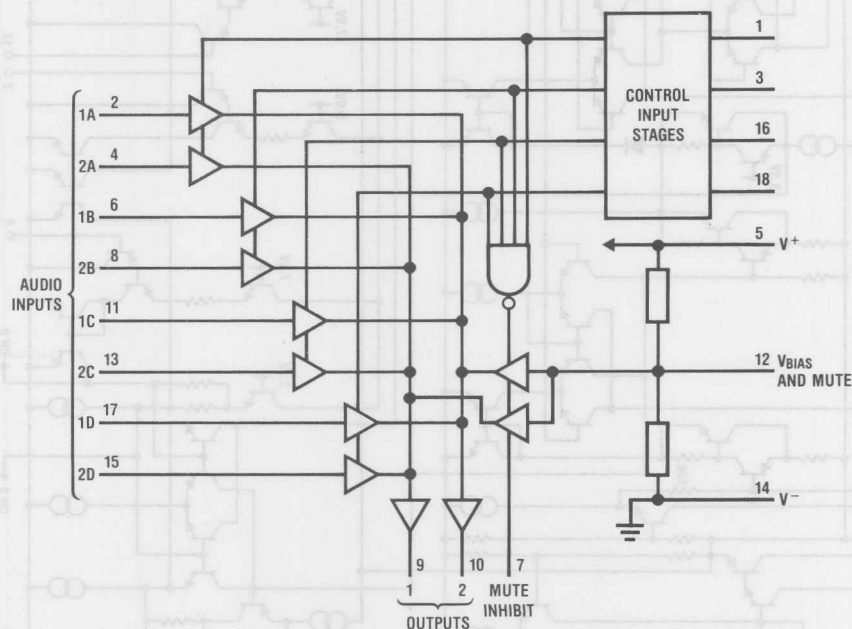 1
CONTROL
INPUT
STAGES
3
16
18
2
1A
4
2A
6
1B
8
2B
5
V+
AUDIO
INPUTS
11
1C
13
2C
12
VBIAS
AND MUTE
17
1D
15
2D
14
V−
9
10
7
1
2
MUTE
INHIBIT
OUTPUTS